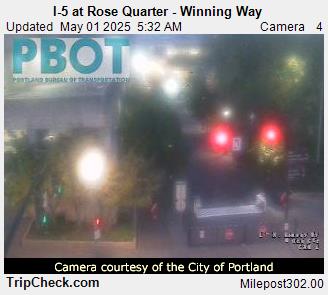 I-5 at Rose Quarter - Winning Way
Updated  May 01 2025  5:32 AM  Camera  4
PBOT
PORTLAND BUREAU OF TRANSPORTATION
Camera courtesy of the City of Portland
TripCheck.com  Milepost302.00